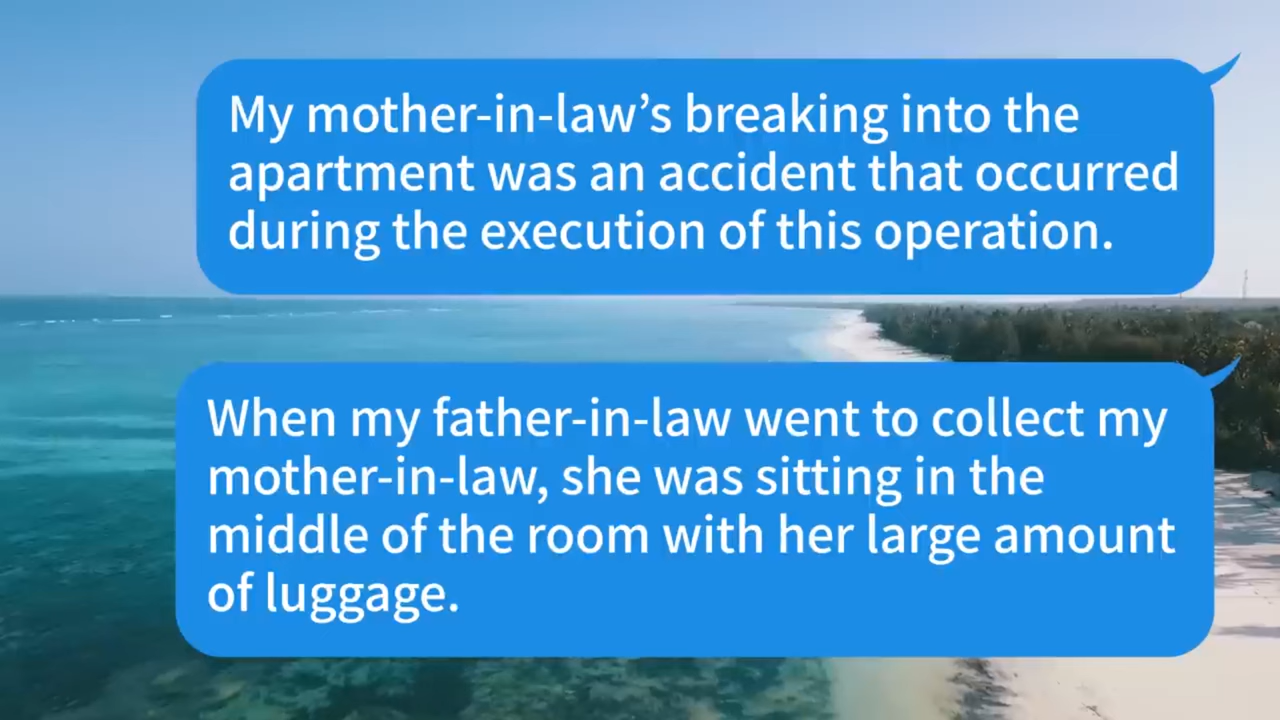 My mother-in-law’s breaking into the
apartment was an accident that occurred
during the execution of this operation.
When my father-in-law went to collect my
mother-in-law, she was sitting in the
middle of the room with her large amount
of luggage.